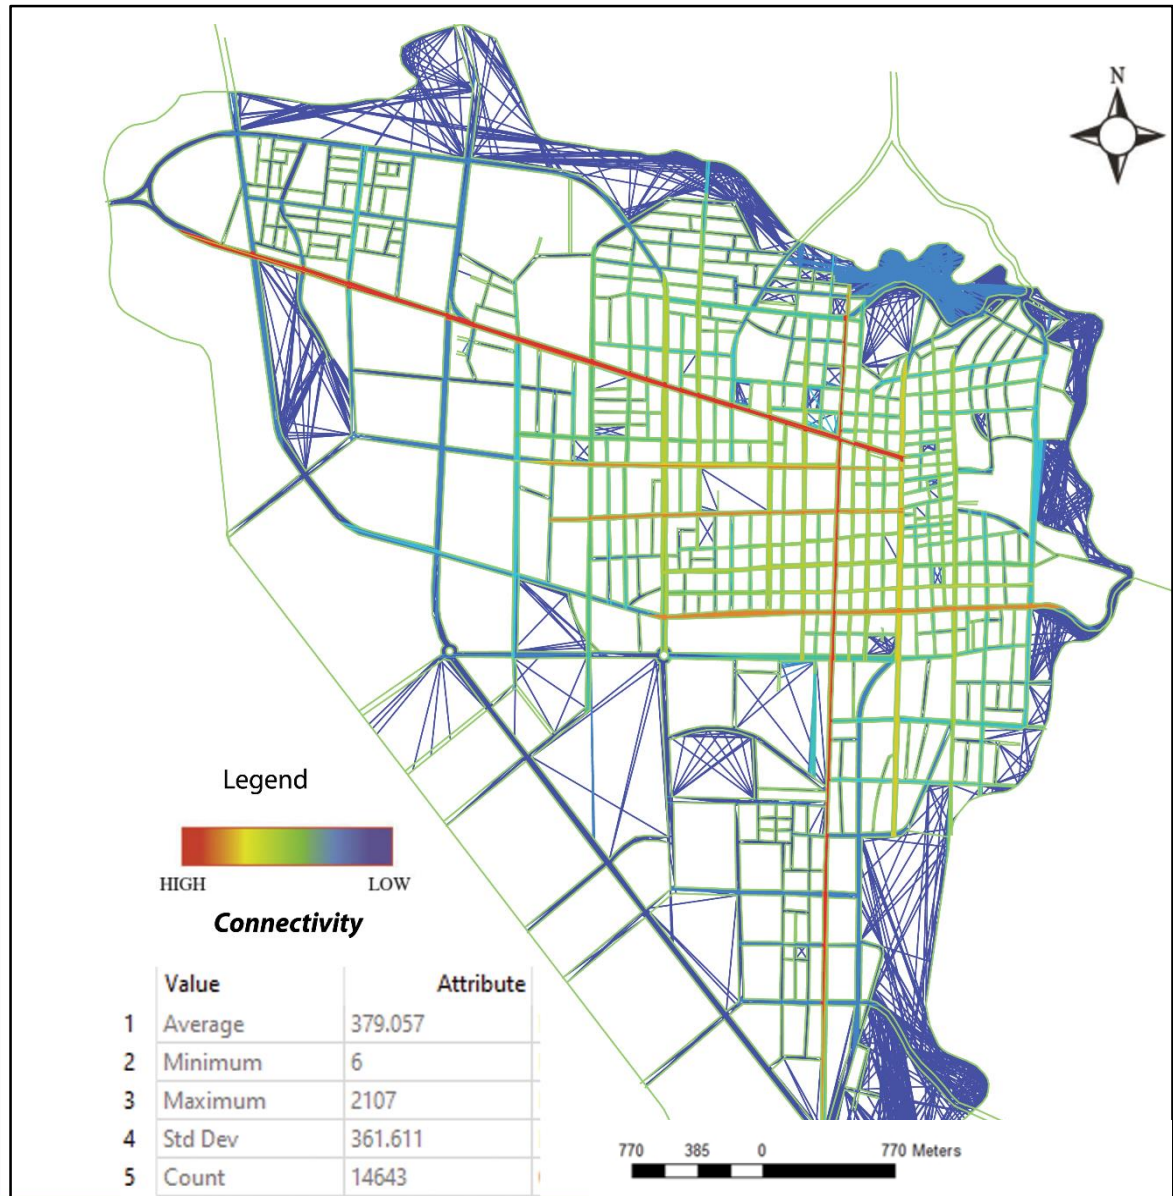 N
Legend
HIGH LOW
Connectivity
Value Attribute
1 Average 379.057
2 Minimum 6
3 Maximum 2107
4 Std Dev 361.611
5 Count 14643
770 385 0 770 Meters